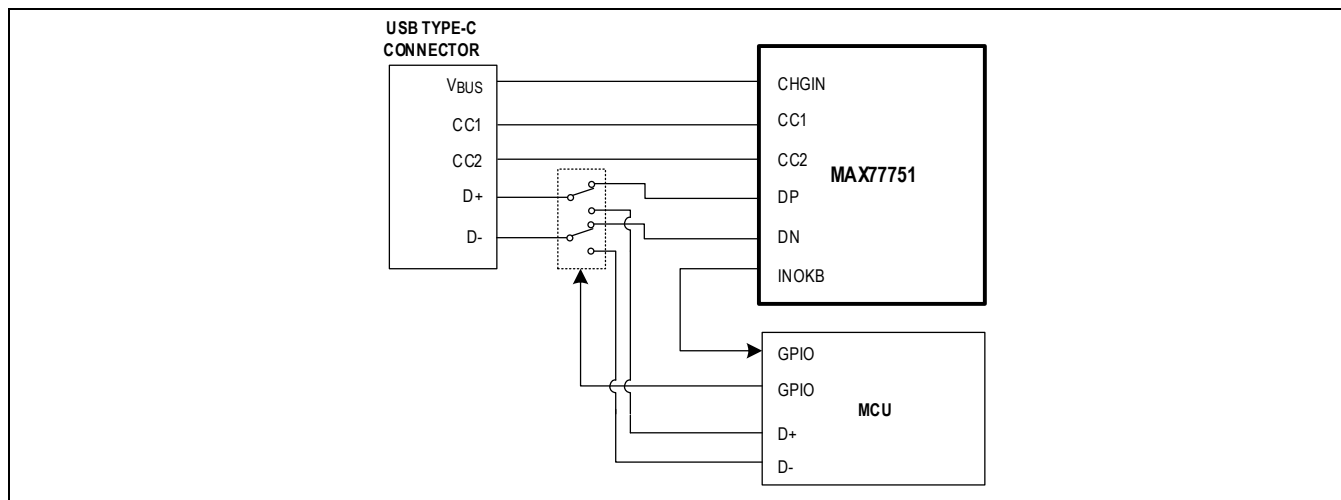 USB TYPE-C
CONNECTOR
VBUS
CC1
CC2
D+
D-
CHGIN
CC1
CC2
MAX77751
DP
DN
INOKB
GPIO
GPIO
MCU
D+
D-